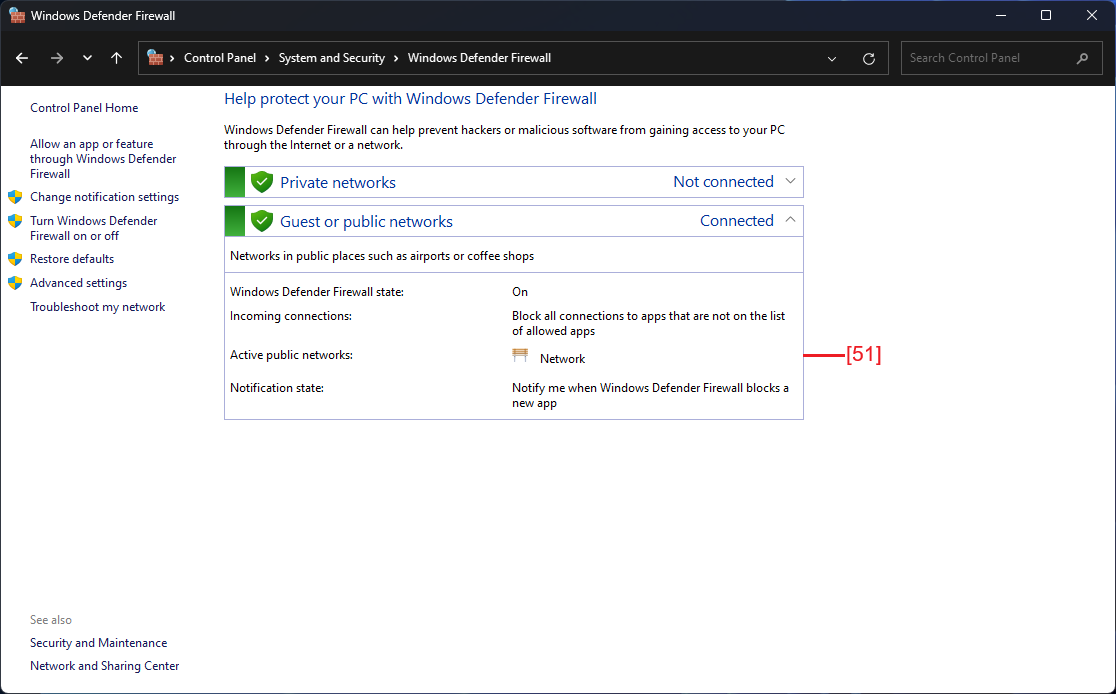 Windows Defender Firewall
Control Panel › System and Security › Windows Defender Firewall
Search Control Panel
Control Panel Home
Allow an app or feature
through Windows Defender
Firewall
Change notification settings
Turn Windows Defender
Firewall on or off
Restore defaults
Advanced settings
Troubleshoot my network
See also
Security and Maintenance
Network and Sharing Center
Help protect your PC with Windows Defender Firewall
Windows Defender Firewall can help prevent hackers or malicious software from gaining access to your PC
through the Internet or a network.
Private networks Not connected
Guest or public networks Connected
Networks in public places such as airports or coffee shops
Windows Defender Firewall state: On
Incoming connections: Block all connections to apps that are not on the list
of allowed apps
Active public networks: Network
Notification state: Notify me when Windows Defender Firewall blocks a
new app
[51]